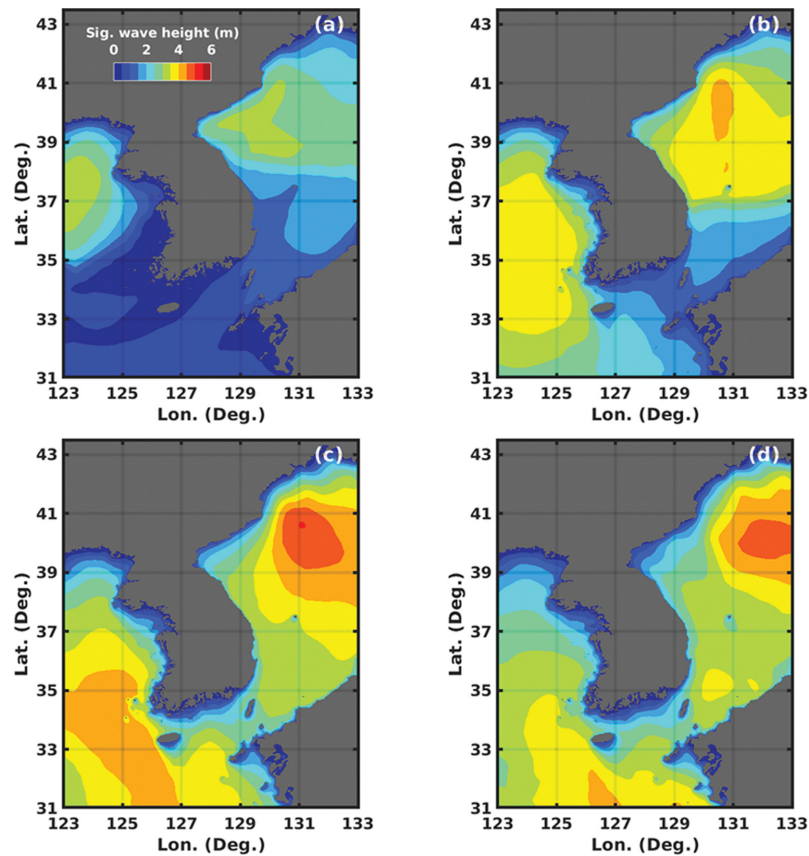 (a)
Sig. wave height (m)
0 2 4 6
43
41
39
37
35
33
31
Lat. (Deg.)
123 125 127 129 131 133
Lon. (Deg.)
(b)
43
41
39
37
35
33
31
Lat. (Deg.)
123 125 127 129 131 133
Lon. (Deg.)
(c)
43
41
39
37
35
33
31
Lat. (Deg.)
123 125 127 129 131 133
Lon. (Deg.)
(d)
43
41
39
37
35
33
31
Lat. (Deg.)
123 125 127 129 131 133
Lon. (Deg.)